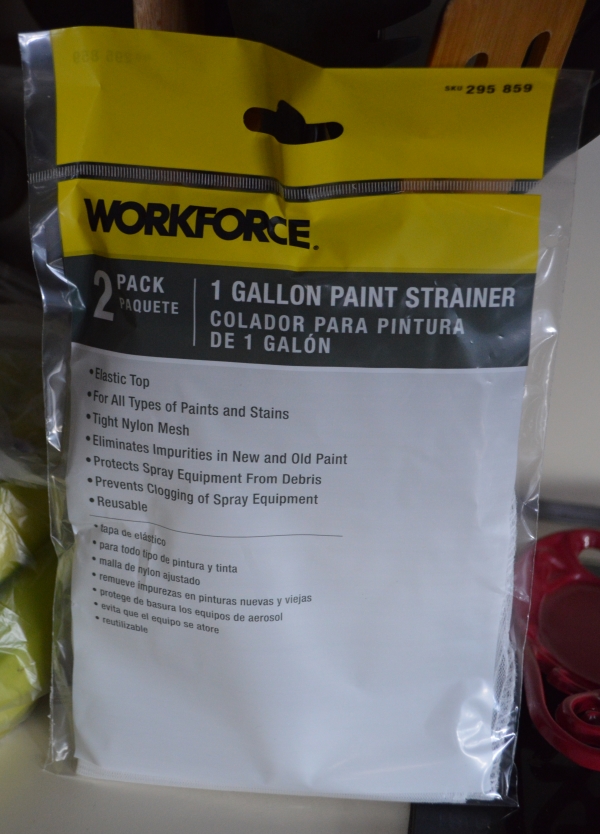 SKU 295 859
WORKFORCE.
2 PACK
PAQUETE
1 GALLON PAINT STRAINER
COLADOR PARA PINTURA
DE 1 GALÓN
•Elastic Top
•For All Types of Paints and Stains
•Tight Nylon Mesh
•Eliminates Impurities in New and Old Paint
•Protects Spray Equipment From Debris
•Prevents Clogging of Spray Equipment
•Reusable
• tapa de elástico
• para todo tipo de pintura y tinta
• malla de nylon ajustado
• remueve impurezas en pinturas nuevas y viejas
• protege de basura los equipos de aerosol
• evita que el equipo se atore
• reutilizable